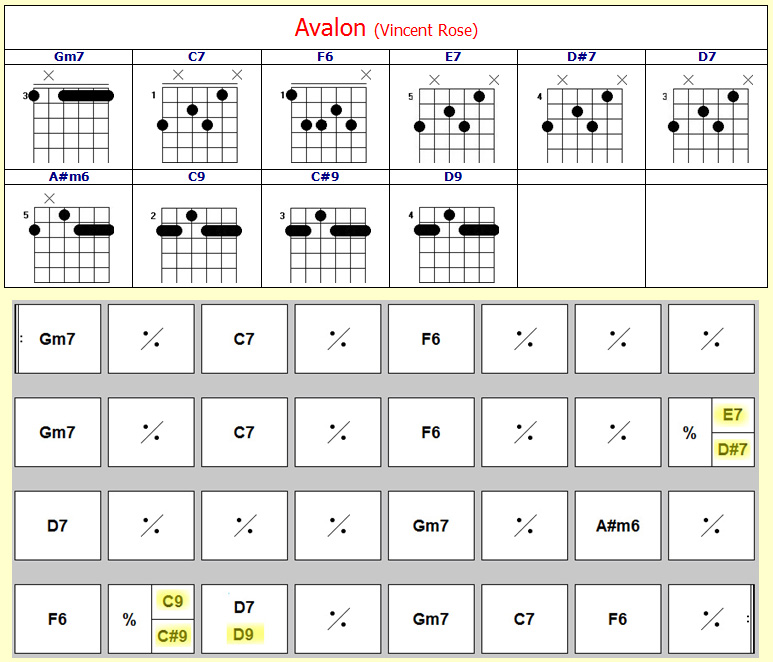 Avalon (Vincent Rose)
Gm7 C7 F6 E7 D#7 D7
3 1 1 5 4 3
A#m6 C9 C#9 D9
5 2 3 4
Gm7 % C7 % F6 % % %
Gm7 % C7 % F6 % % % E7
D#7
D7 % % % Gm7 % A#m6 %
F6 % C9 D7 % Gm7 C7 F6 %
C#9 D9